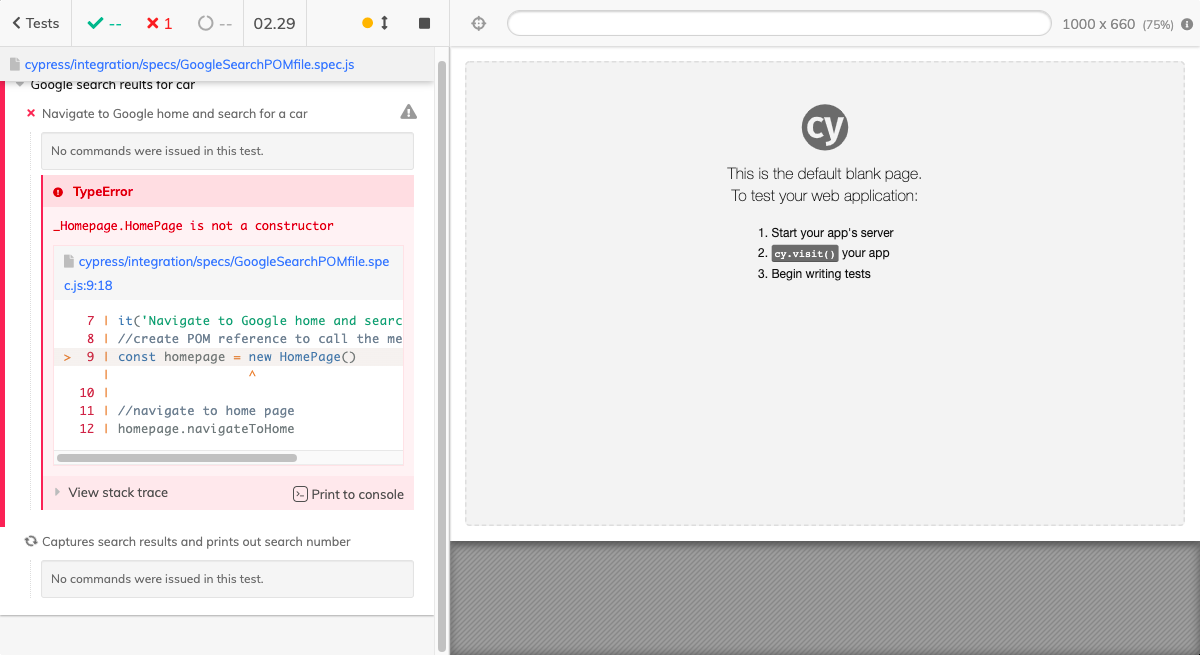 Tests
--
1
--
02.29
1000 x 660 (75%)
cypress/integration/specs/GoogleSearchPOMfile.spec.js
Google search reults for car
Navigate to Google home and search for a car
No commands were issued in this test.
TypeError
_Homepage.HomePage is not a constructor
cypress/integration/specs/GoogleSearchPOMfile.spe
c.js:9:18
7 | it('Navigate to Google home and searc
8 | //create POM reference to call the me
> 9 | const homepage = new HomePage()
| ^
10 |
11 | //navigate to home page
12 | homepage.navigateToHome
View stack trace
Print to console
Captures search results and prints out search number
No commands were issued in this test.
cy
This is the default blank page.
To test your web application:
1. Start your app's server
2. cy.visit() your app
3. Begin writing tests